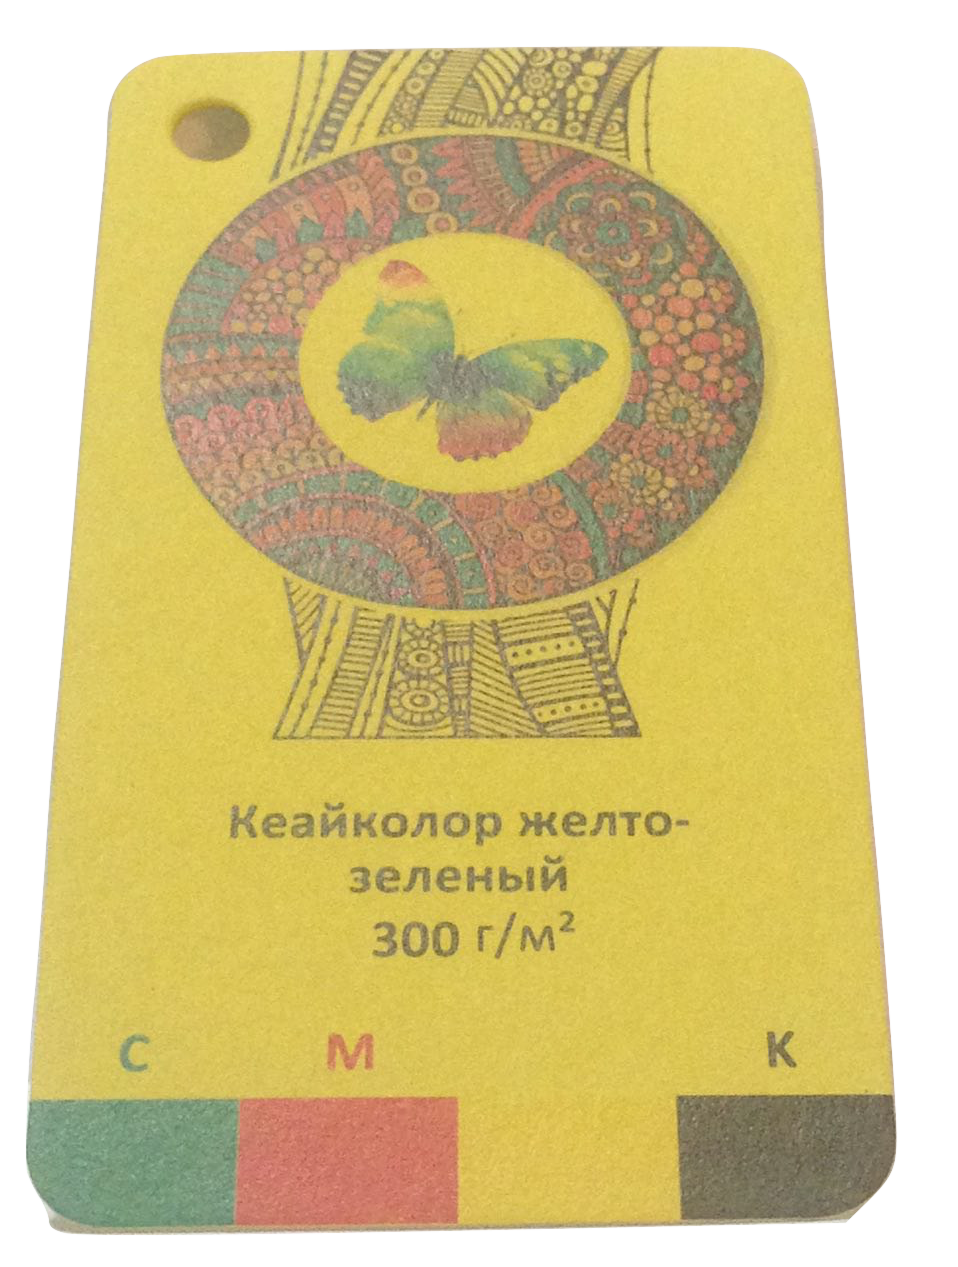 Кеайколор желто-
зеленый
300 г/м²
C M K